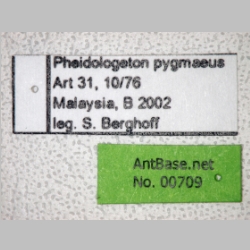 Pheidologeton pygmaeus
Art 31, 10/76
Malaysia, B 2002
leg. S. Berghoff
AntBase.net
No. 00709